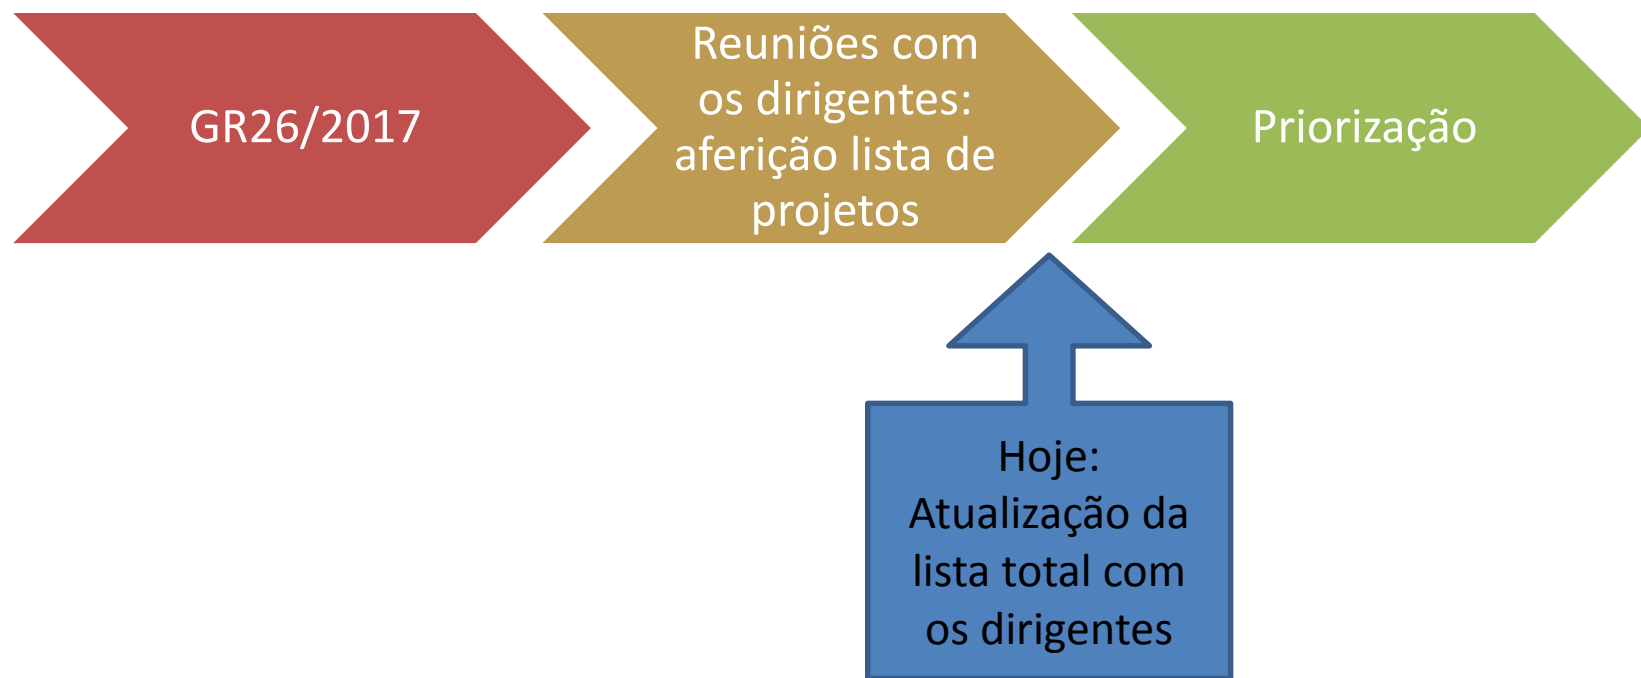 GR26/2017
Reuniões com
os dirigentes:
aferição lista de
projetos
Priorização
Hoje:
Atualização da
lista total com
os dirigentes